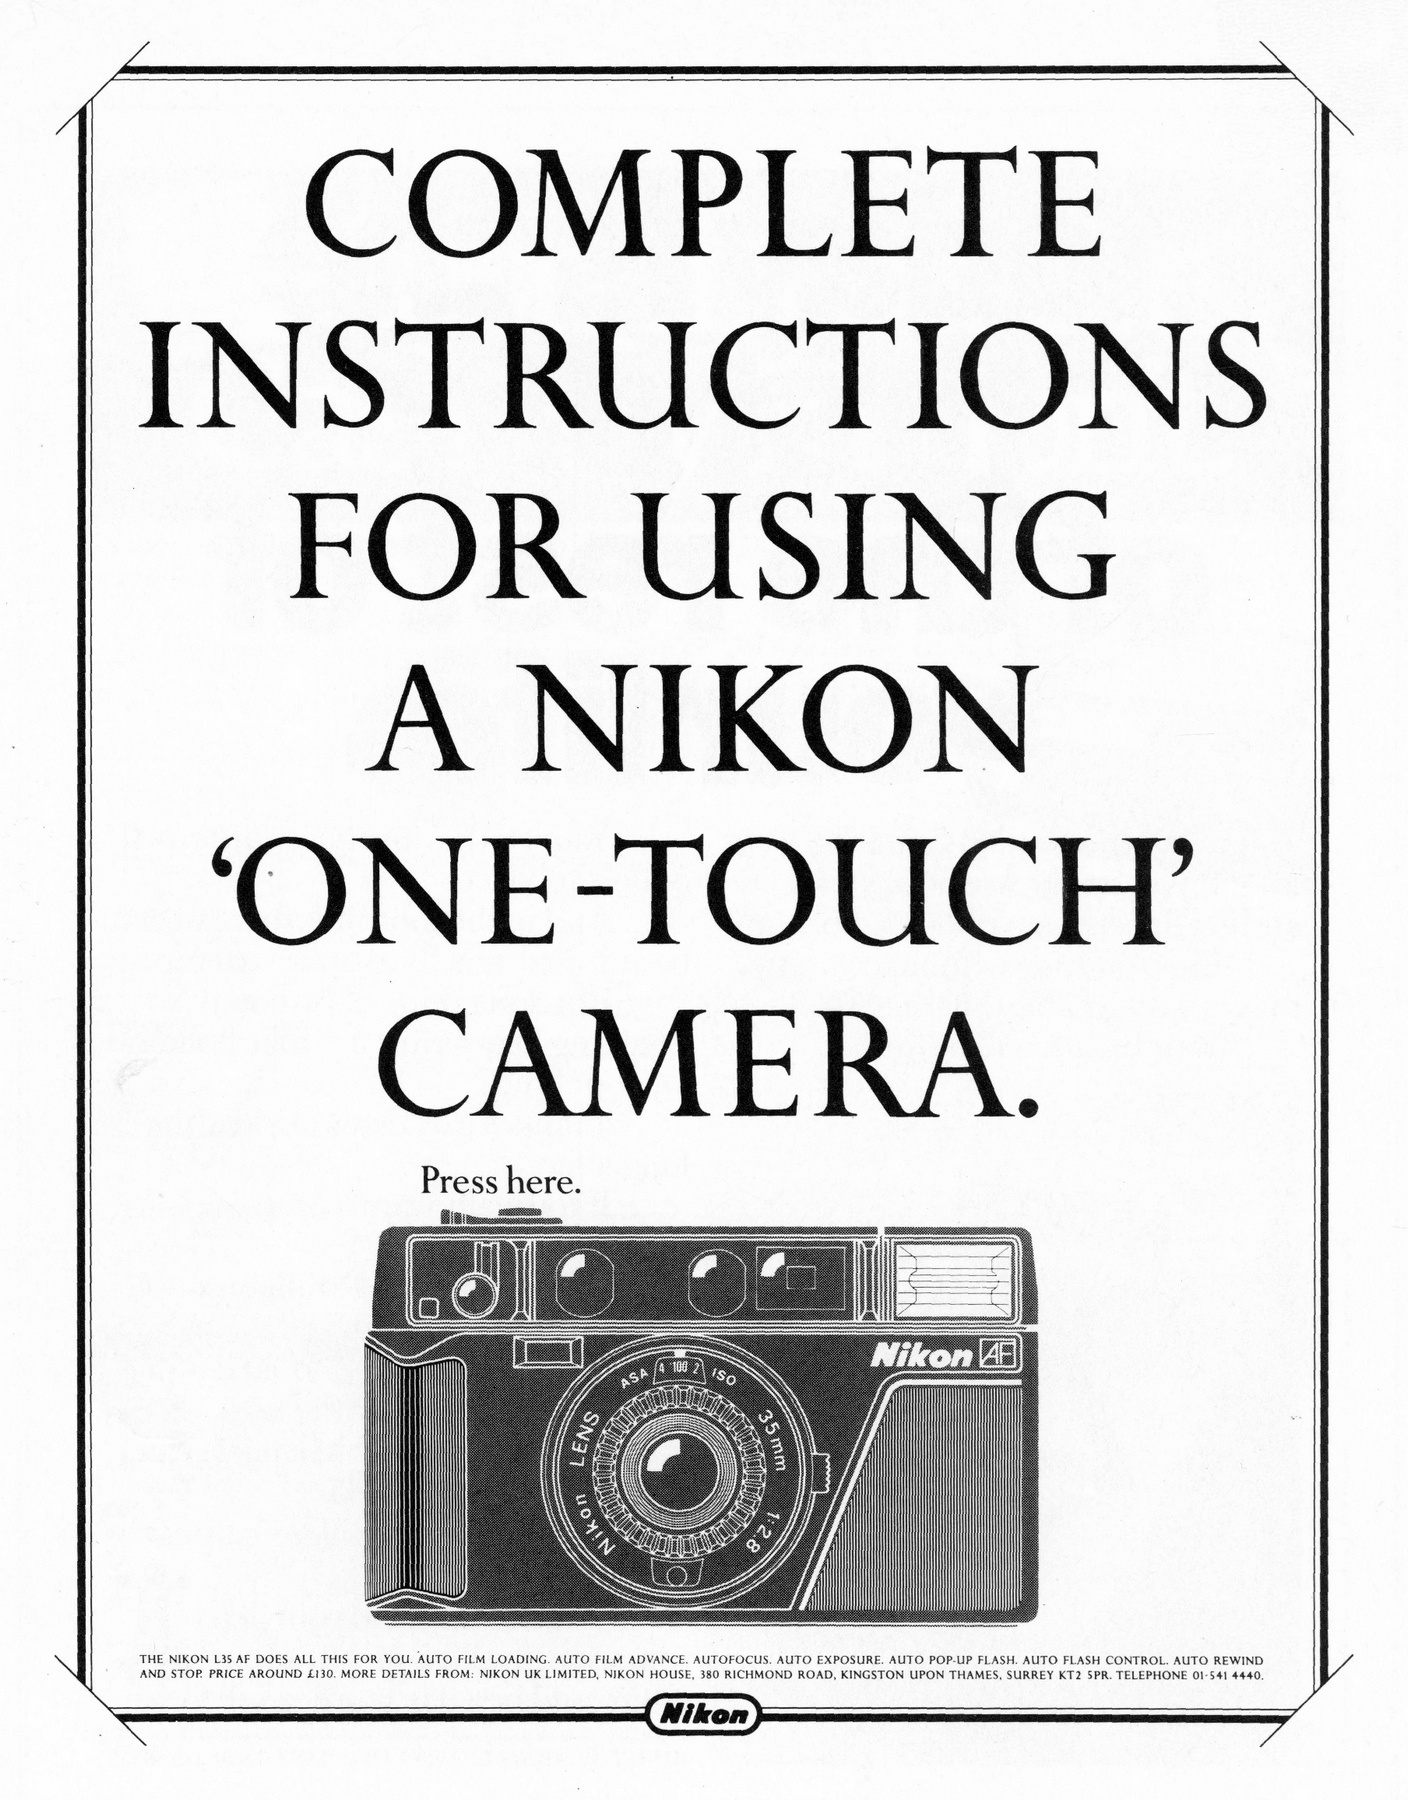 COMPLETE
INSTRUCTIONS
FOR USING
A NIKON
‘ONE-TOUCH’
CAMERA.
Press here.
Nikon AF
ASA 4 100 2 ISO
Nikon LENS 35mm 1:2.8
THE NIKON L35 AF DOES ALL THIS FOR YOU. AUTO FILM LOADING. AUTO FILM ADVANCE. AUTOFOCUS. AUTO EXPOSURE. AUTO POP-UP FLASH. AUTO FLASH CONTROL. AUTO REWIND
AND STOP. PRICE AROUND £130. MORE DETAILS FROM: NIKON UK LIMITED, NIKON HOUSE, 380 RICHMOND ROAD, KINGSTON UPON THAMES, SURREY KT2 5PR. TELEPHONE 01-541 4440.
Nikon